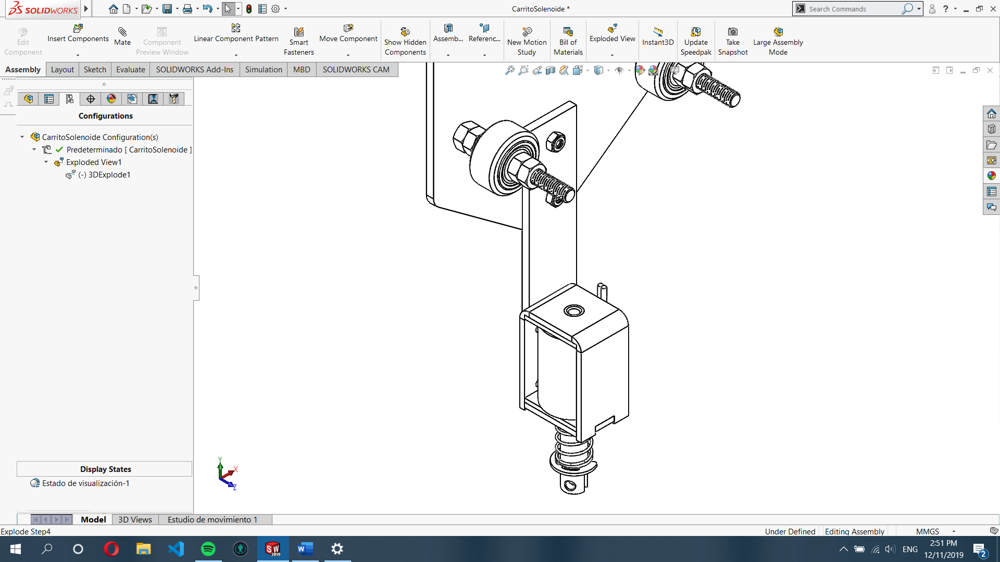 SOLIDWORKS
CarritoSolenoide *
Search Commands
?
Edit
Component
Insert Components
Mate
Component
Preview Window
Linear Component Pattern
Smart
Fasteners
Move Component
Show Hidden
Components
Assemb...
Referenc...
New Motion
Study
Bill of
Materials
Exploded View
Instant3D
Update
Speedpak
Take
Snapshot
Large Assembly
Mode
Assembly
Layout
Sketch
Evaluate
SOLIDWORKS Add-Ins
Simulation
MBD
SOLIDWORKS CAM
Configurations
CarritoSolenoide Configuration(s)
Predeterminado [ CarritoSolenoide ]
Exploded View1
(-) 3DExplode1
Y
X
Z
Display States
Estado de visualización-1
Model
3D Views
Estudio de movimiento 1
Explode Step4
Under Defined
Editing Assembly
MMGS
SW
2019
W
ENG
2:51 PM
12/11/2019
2